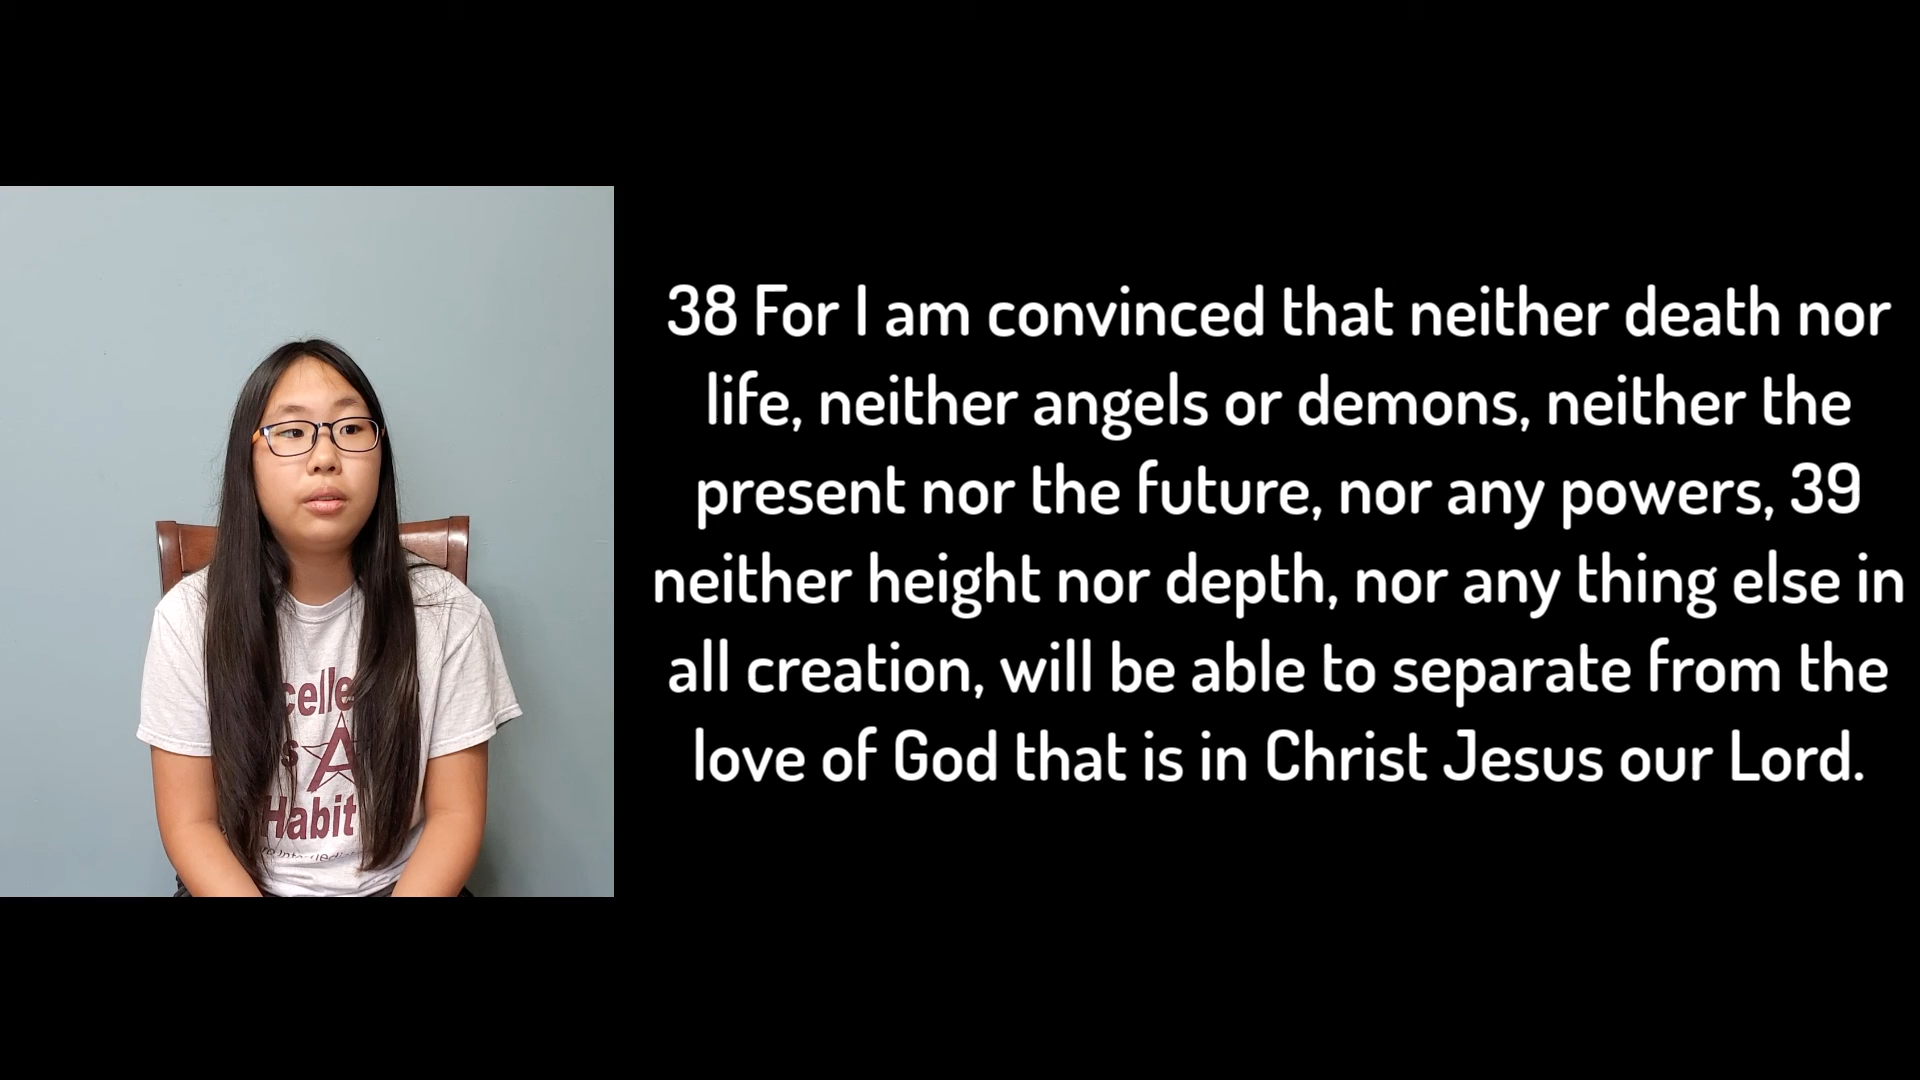 38 For I am convinced that neither death nor
life, neither angels or demons, neither the
present nor the future, nor any powers, 39
neither height nor depth, nor any thing else in
all creation, will be able to separate from the
love of God that is in Christ Jesus our Lord.
A
Habit